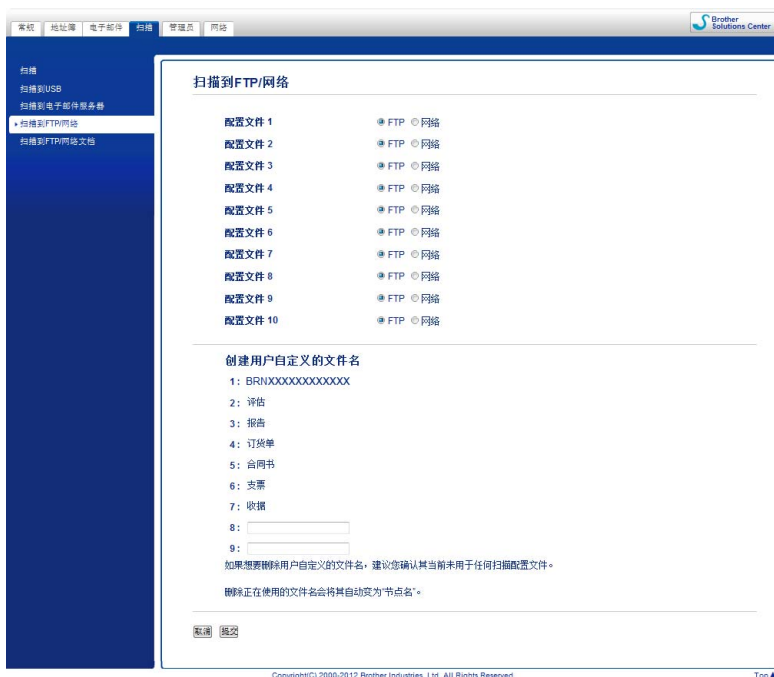 常规 地址簿 电子邮件 扫描 管理员 网络
Brother Solutions Center
扫描
扫描到USB
扫描到电子邮件服务器
扫描到FTP/网络
扫描到FTP/网络文档
扫描到FTP/网络
配置文件 1 FTP 网络
配置文件 2 FTP 网络
配置文件 3 FTP 网络
配置文件 4 FTP 网络
配置文件 5 FTP 网络
配置文件 6 FTP 网络
配置文件 7 FTP 网络
配置文件 8 FTP 网络
配置文件 9 FTP 网络
配置文件 10 FTP 网络
创建用户自定义的文件名
1: BRNXXXXXXXXXXXX
2: 评估
3: 报告
4: 订货单
5: 合同书
6: 支票
7: 收据
8:
9:
如果想要删除用户自定义的文件名，建议您确认其当前未用于任何扫描配置文件。
删除正在使用的文件名会将其自动变为“节点名”。
取消 提交
Copyright(C) 2000-2012 Brother Industries, Ltd. All Rights Reserved. Top